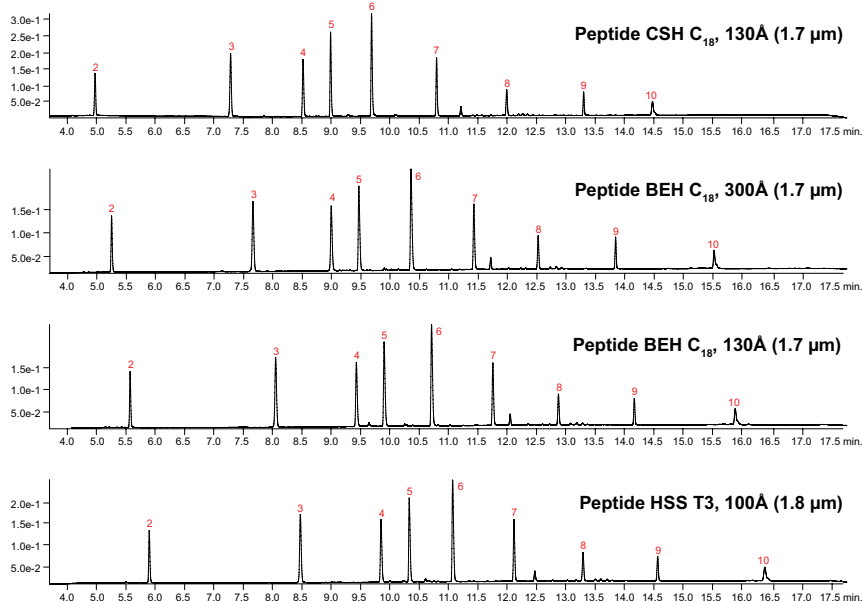 Peptide CSH C18, 130Å (1.7 µm)
3.0e-1
2.5e-1
2.0e-1
1.5e-1
1.0e-1
5.0e-2
2 3 4 5 6 7 8 9 10
4.0 4.5 5.0 5.5 6.0 6.5 7.0 7.5 8.0 8.5 9.0 9.5 10.0 10.5 11.0 11.5 12.0 12.5 13.0 13.5 14.0 14.5 15.0 15.5 16.0 16.5 17.0 17.5 min.
Peptide BEH C18, 300Å (1.7 µm)
1.5e-1
1.0e-1
5.0e-2
2 3 4 5 6 7 8 9 10
4.0 4.5 5.0 5.5 6.0 6.5 7.0 7.5 8.0 8.5 9.0 9.5 10.0 10.5 11.0 11.5 12.0 12.5 13.0 13.5 14.0 14.5 15.0 15.5 16.0 16.5 17.0 17.5 min.
Peptide BEH C18, 130Å (1.7 µm)
1.5e-1
1.0e-1
5.0e-2
2 3 4 5 6 7 8 9 10
4.0 4.5 5.0 5.5 6.0 6.5 7.0 7.5 8.0 8.5 9.0 9.5 10.0 10.5 11.0 11.5 12.0 12.5 13.0 13.5 14.0 14.5 15.0 15.5 16.0 16.5 17.0 17.5 min.
Peptide HSS T3, 100Å (1.8 µm)
2.0e-1
1.5e-1
1.0e-1
5.0e-2
2 3 4 5 6 7 8 9 10
4.0 4.5 5.0 5.5 6.0 6.5 7.0 7.5 8.0 8.5 9.0 9.5 10.0 10.5 11.0 11.5 12.0 12.5 13.0 13.5 14.0 14.5 15.0 15.5 16.0 16.5 17.0 17.5 min.